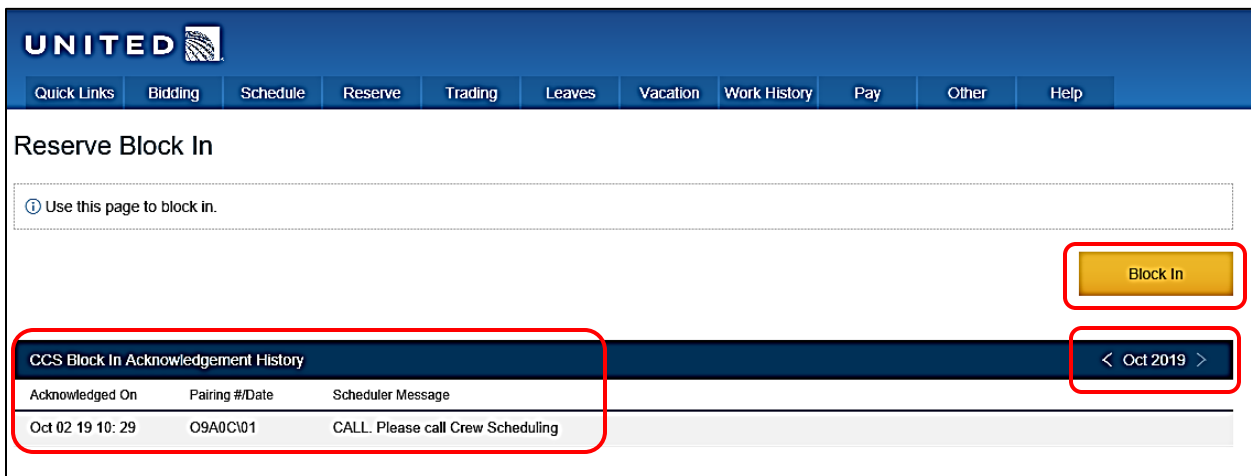 UNITED
Quick Links Bidding Schedule Reserve Trading Leaves Vacation Work History Pay Other Help
Reserve Block In
Use this page to block in.
Block In
CCS Block In Acknowledgement History < Oct 2019 >
Acknowledged On Pairing #/Date Scheduler Message
Oct 02 19 10: 29 O9A0C\01 CALL. Please call Crew Scheduling